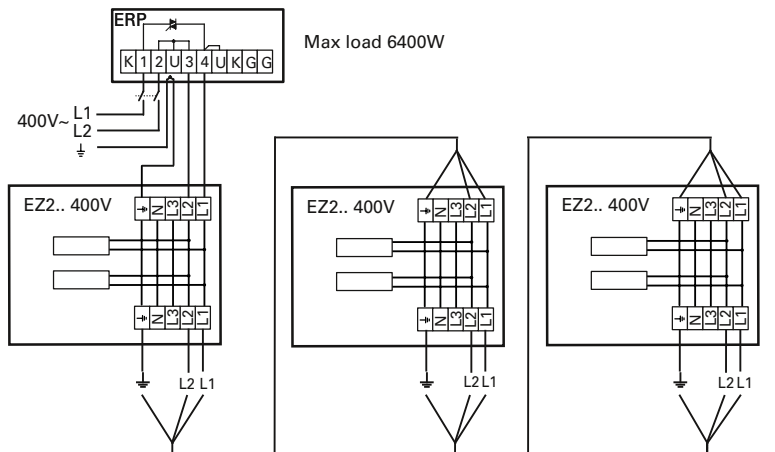 ERP
Max load 6400W
K 1 2 U 3 4 U K G G
400V~ L1
L2
EZ2.. 400V
⏚ N L3 L2 L1
⏚ N L3 L2 L1
L2 L1
EZ2.. 400V
⏚ N L3 L2 L1
⏚ N L3 L2 L1
L2 L1
EZ2.. 400V
⏚ N L3 L2 L1
⏚ N L3 L2 L1
L2 L1